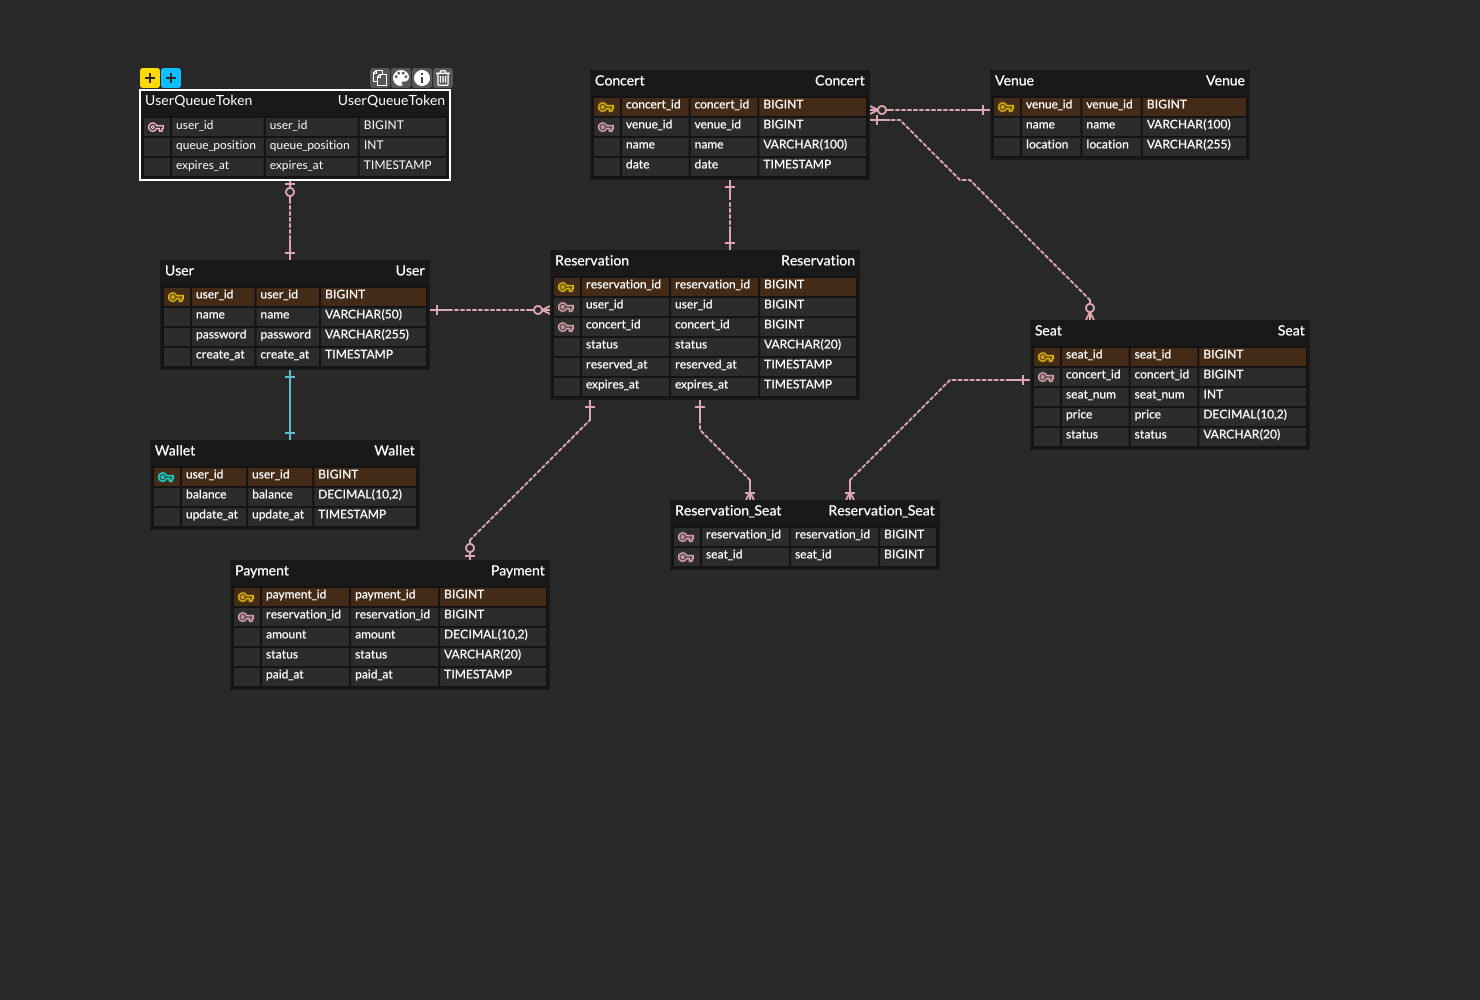 UserQueueToken UserQueueToken
user_id user_id BIGINT
queue_position queue_position INT
expires_at expires_at TIMESTAMP
Concert Concert
concert_id concert_id BIGINT
venue_id venue_id BIGINT
name name VARCHAR(100)
date date TIMESTAMP
Venue Venue
venue_id venue_id BIGINT
name name VARCHAR(100)
location location VARCHAR(255)
User User
user_id user_id BIGINT
name name VARCHAR(50)
password password VARCHAR(255)
create_at create_at TIMESTAMP
Reservation Reservation
reservation_id reservation_id BIGINT
user_id user_id BIGINT
concert_id concert_id BIGINT
status status VARCHAR(20)
reserved_at reserved_at TIMESTAMP
expires_at expires_at TIMESTAMP
Seat Seat
seat_id seat_id BIGINT
concert_id concert_id BIGINT
seat_num seat_num INT
price price DECIMAL(10,2)
status status VARCHAR(20)
Wallet Wallet
user_id user_id BIGINT
balance balance DECIMAL(10,2)
update_at update_at TIMESTAMP
Reservation_Seat Reservation_Seat
reservation_id reservation_id BIGINT
seat_id seat_id BIGINT
Payment Payment
payment_id payment_id BIGINT
reservation_id reservation_id BIGINT
amount amount DECIMAL(10,2)
status status VARCHAR(20)
paid_at paid_at TIMESTAMP